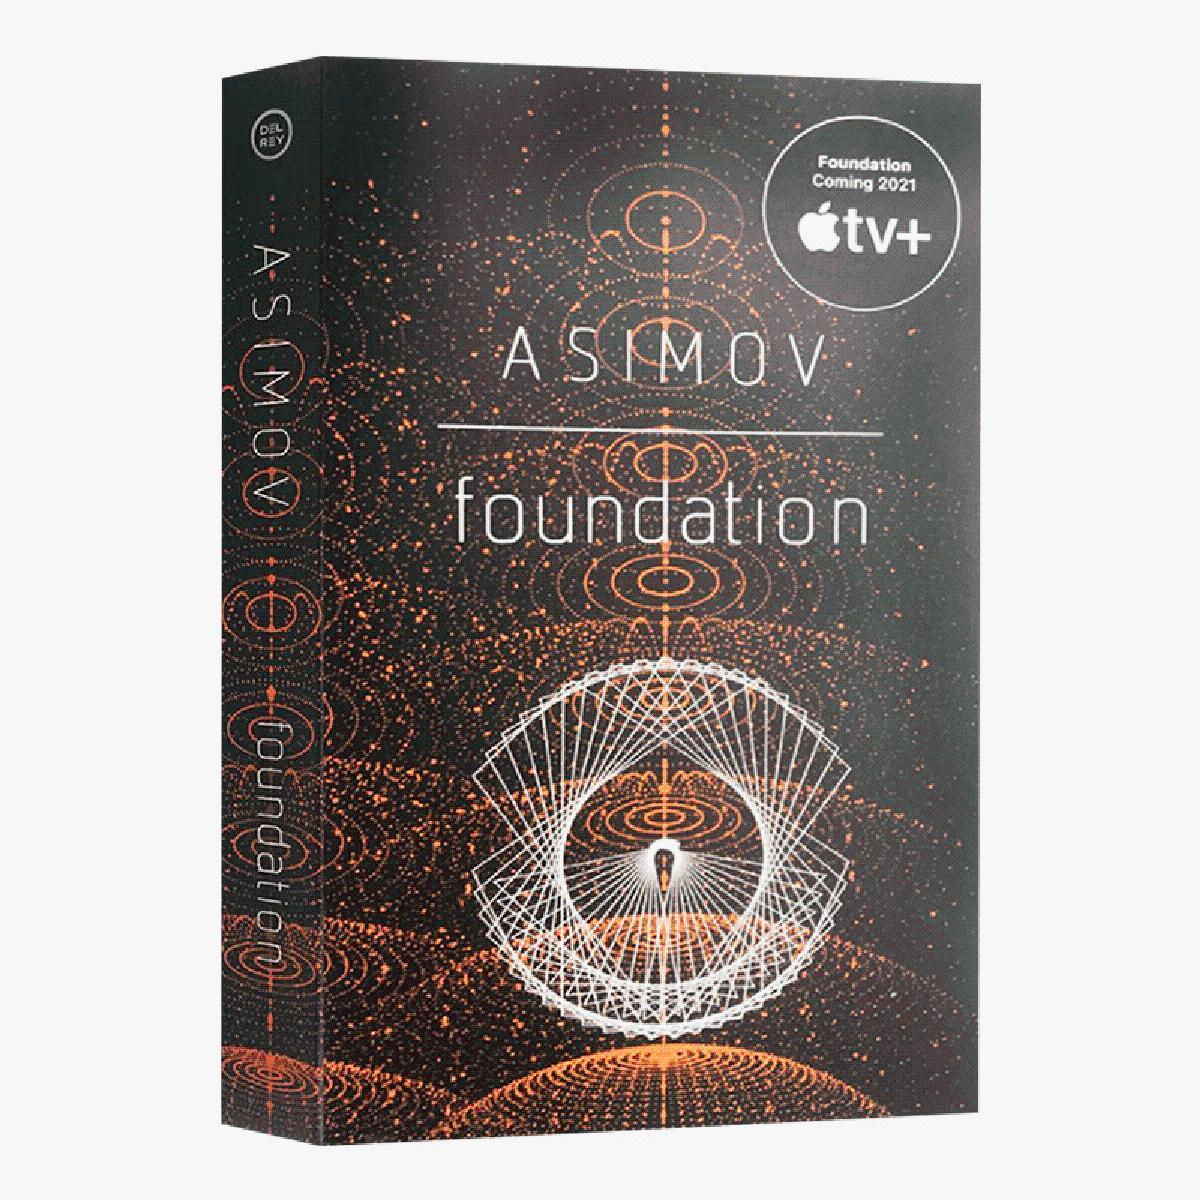 DEL
REY
ASIMOV
foundation
Foundation
Coming 2021
tv+
ASIMOV
foundation